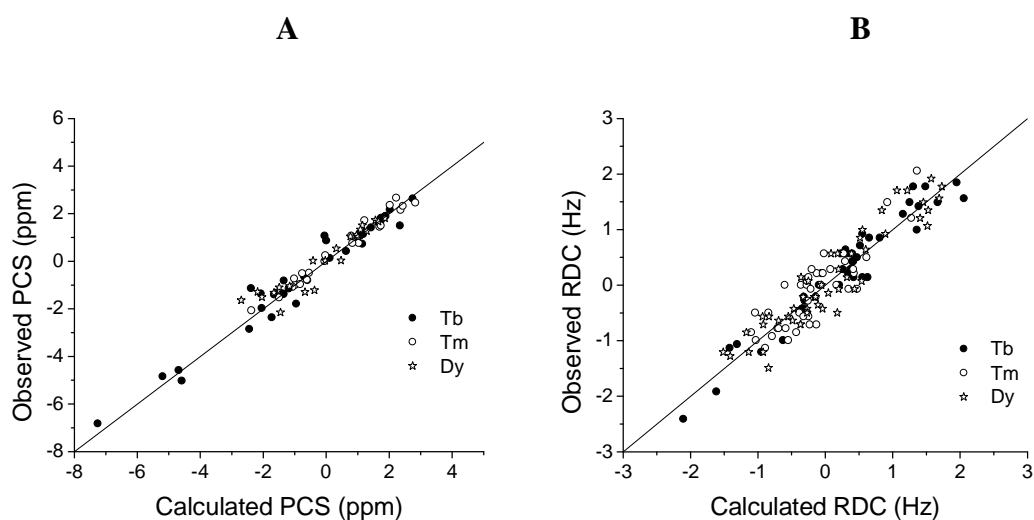 A
B
6
4
2
0
-2
-4
-6
-8
-8
-6
-4
-2
0
2
4
Observed PCS (ppm)
Calculated PCS (ppm)
Tb
Tm
Dy
3
2
1
0
-1
-2
-3
-3
-2
-1
0
1
2
3
Observed RDC (Hz)
Calculated RDC (Hz)
Tb
Tm
Dy